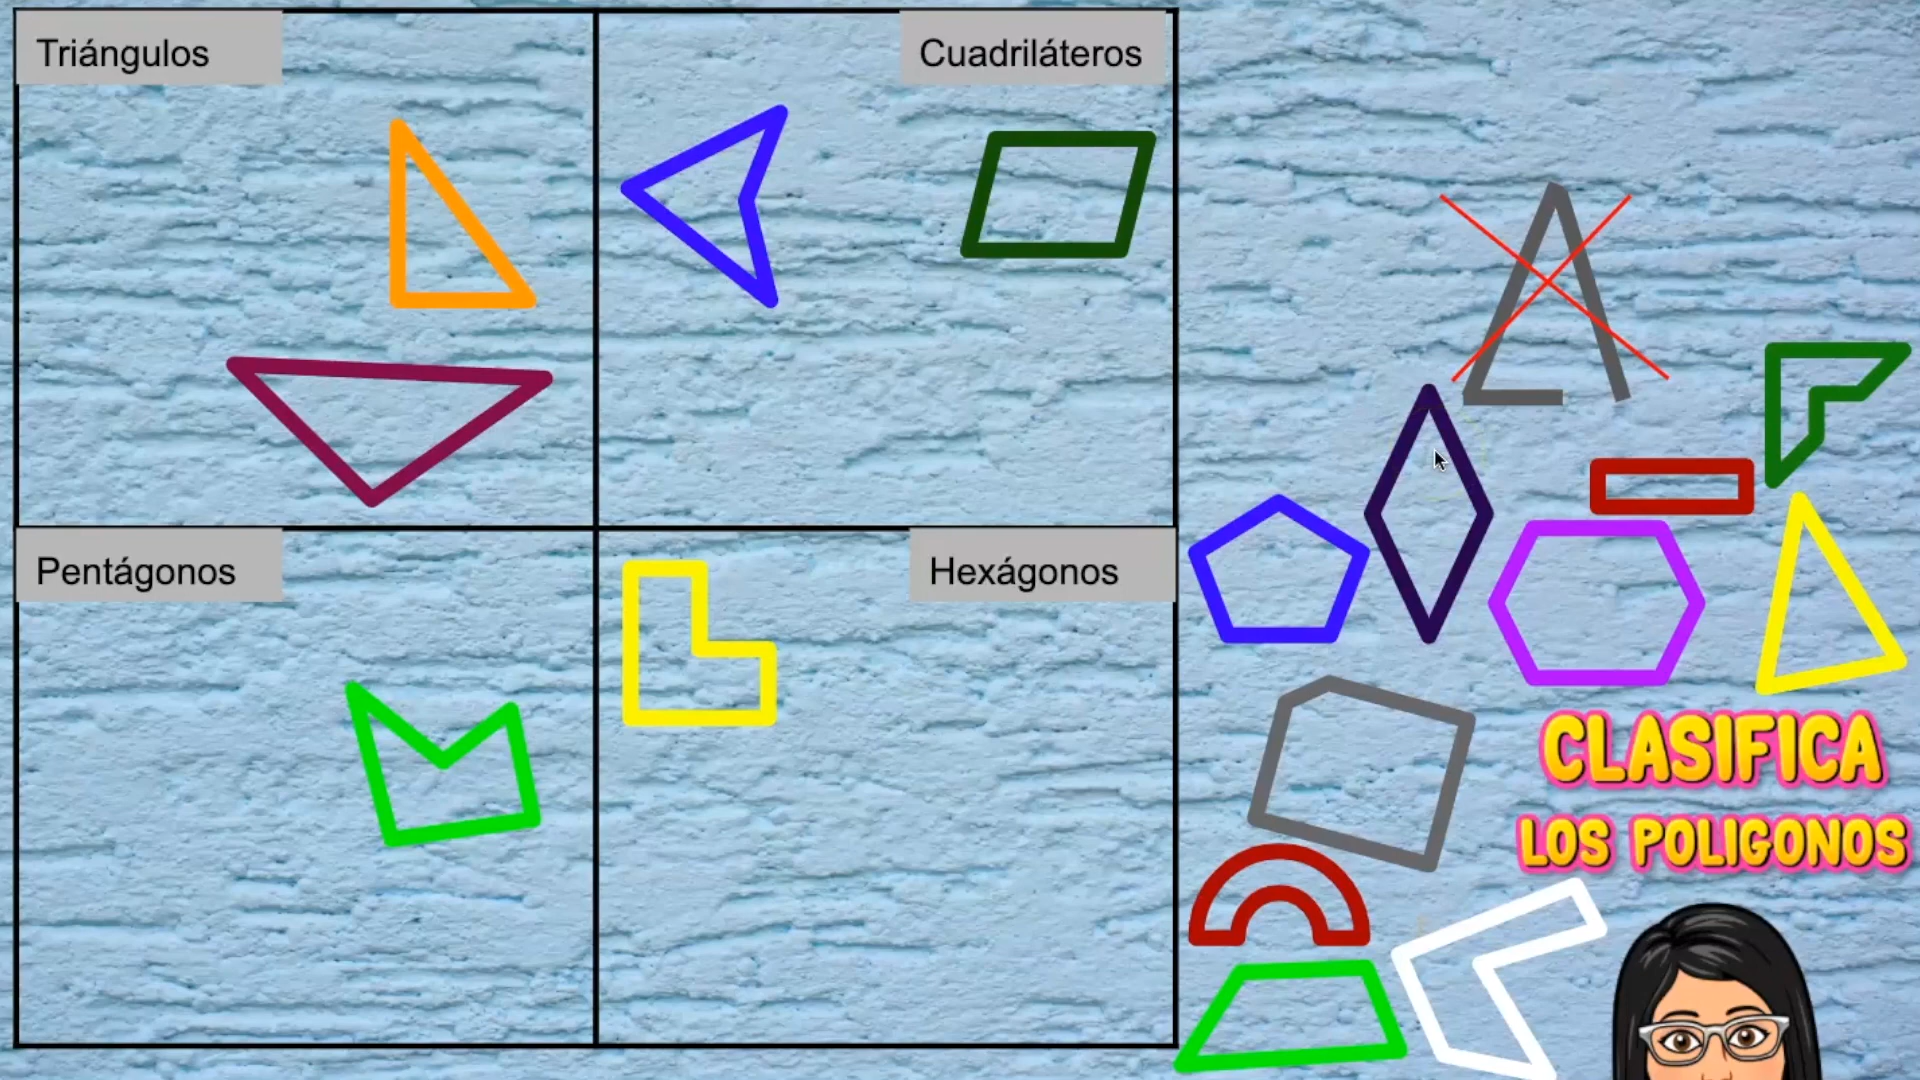 Triángulos
Cuadriláteros
Pentágonos
Hexágonos
CLASIFICA
LOS POLIGONOS